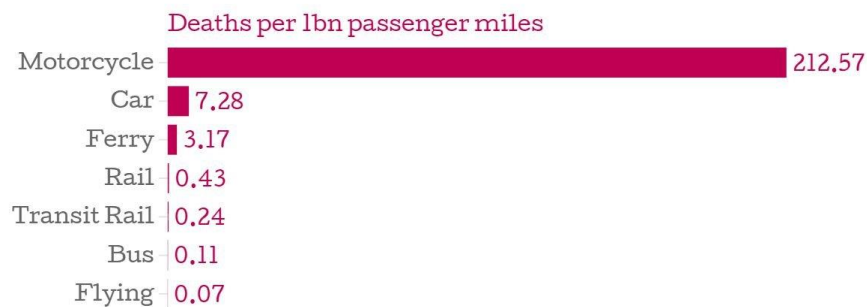 Deaths per 1bn passenger miles
Motorcycle 212.57
Car 7.28
Ferry 3.17
Rail 0.43
Transit Rail 0.24
Bus 0.11
Flying 0.07